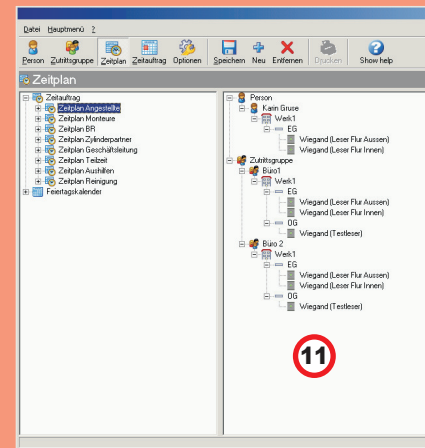 Datei Hauptmenü ?
Person Zutrittsgruppe Zeitplan Zeitauftrag Optionen Speichern Neu Entfernen Drucken Show help
Zeitplan
Zeitauftrag
Zeitplan Angestellte
Zeitplan Monteure
Zeitplan BR
Zeitplan Zylinderpartner
Zeitplan Geschäftsleitung
Zeitplan Teilzeit
Zeitplan Aushilfen
Zeitplan Reinigung
Feiertagskalender
Person
Karin Gruse
Werk1
EG
Wiegand (Leser Flur Aussen)
Wiegand (Leser Flur Innen)
Zutrittsgruppe
Büro1
Werk1
EG
Wiegand (Leser Flur Aussen)
Wiegand (Leser Flur Innen)
OG
Wiegand (Testleser)
Büro 2
Werk1
EG
Wiegand (Leser Flur Aussen)
Wiegand (Leser Flur Innen)
OG
Wiegand (Testleser)
11